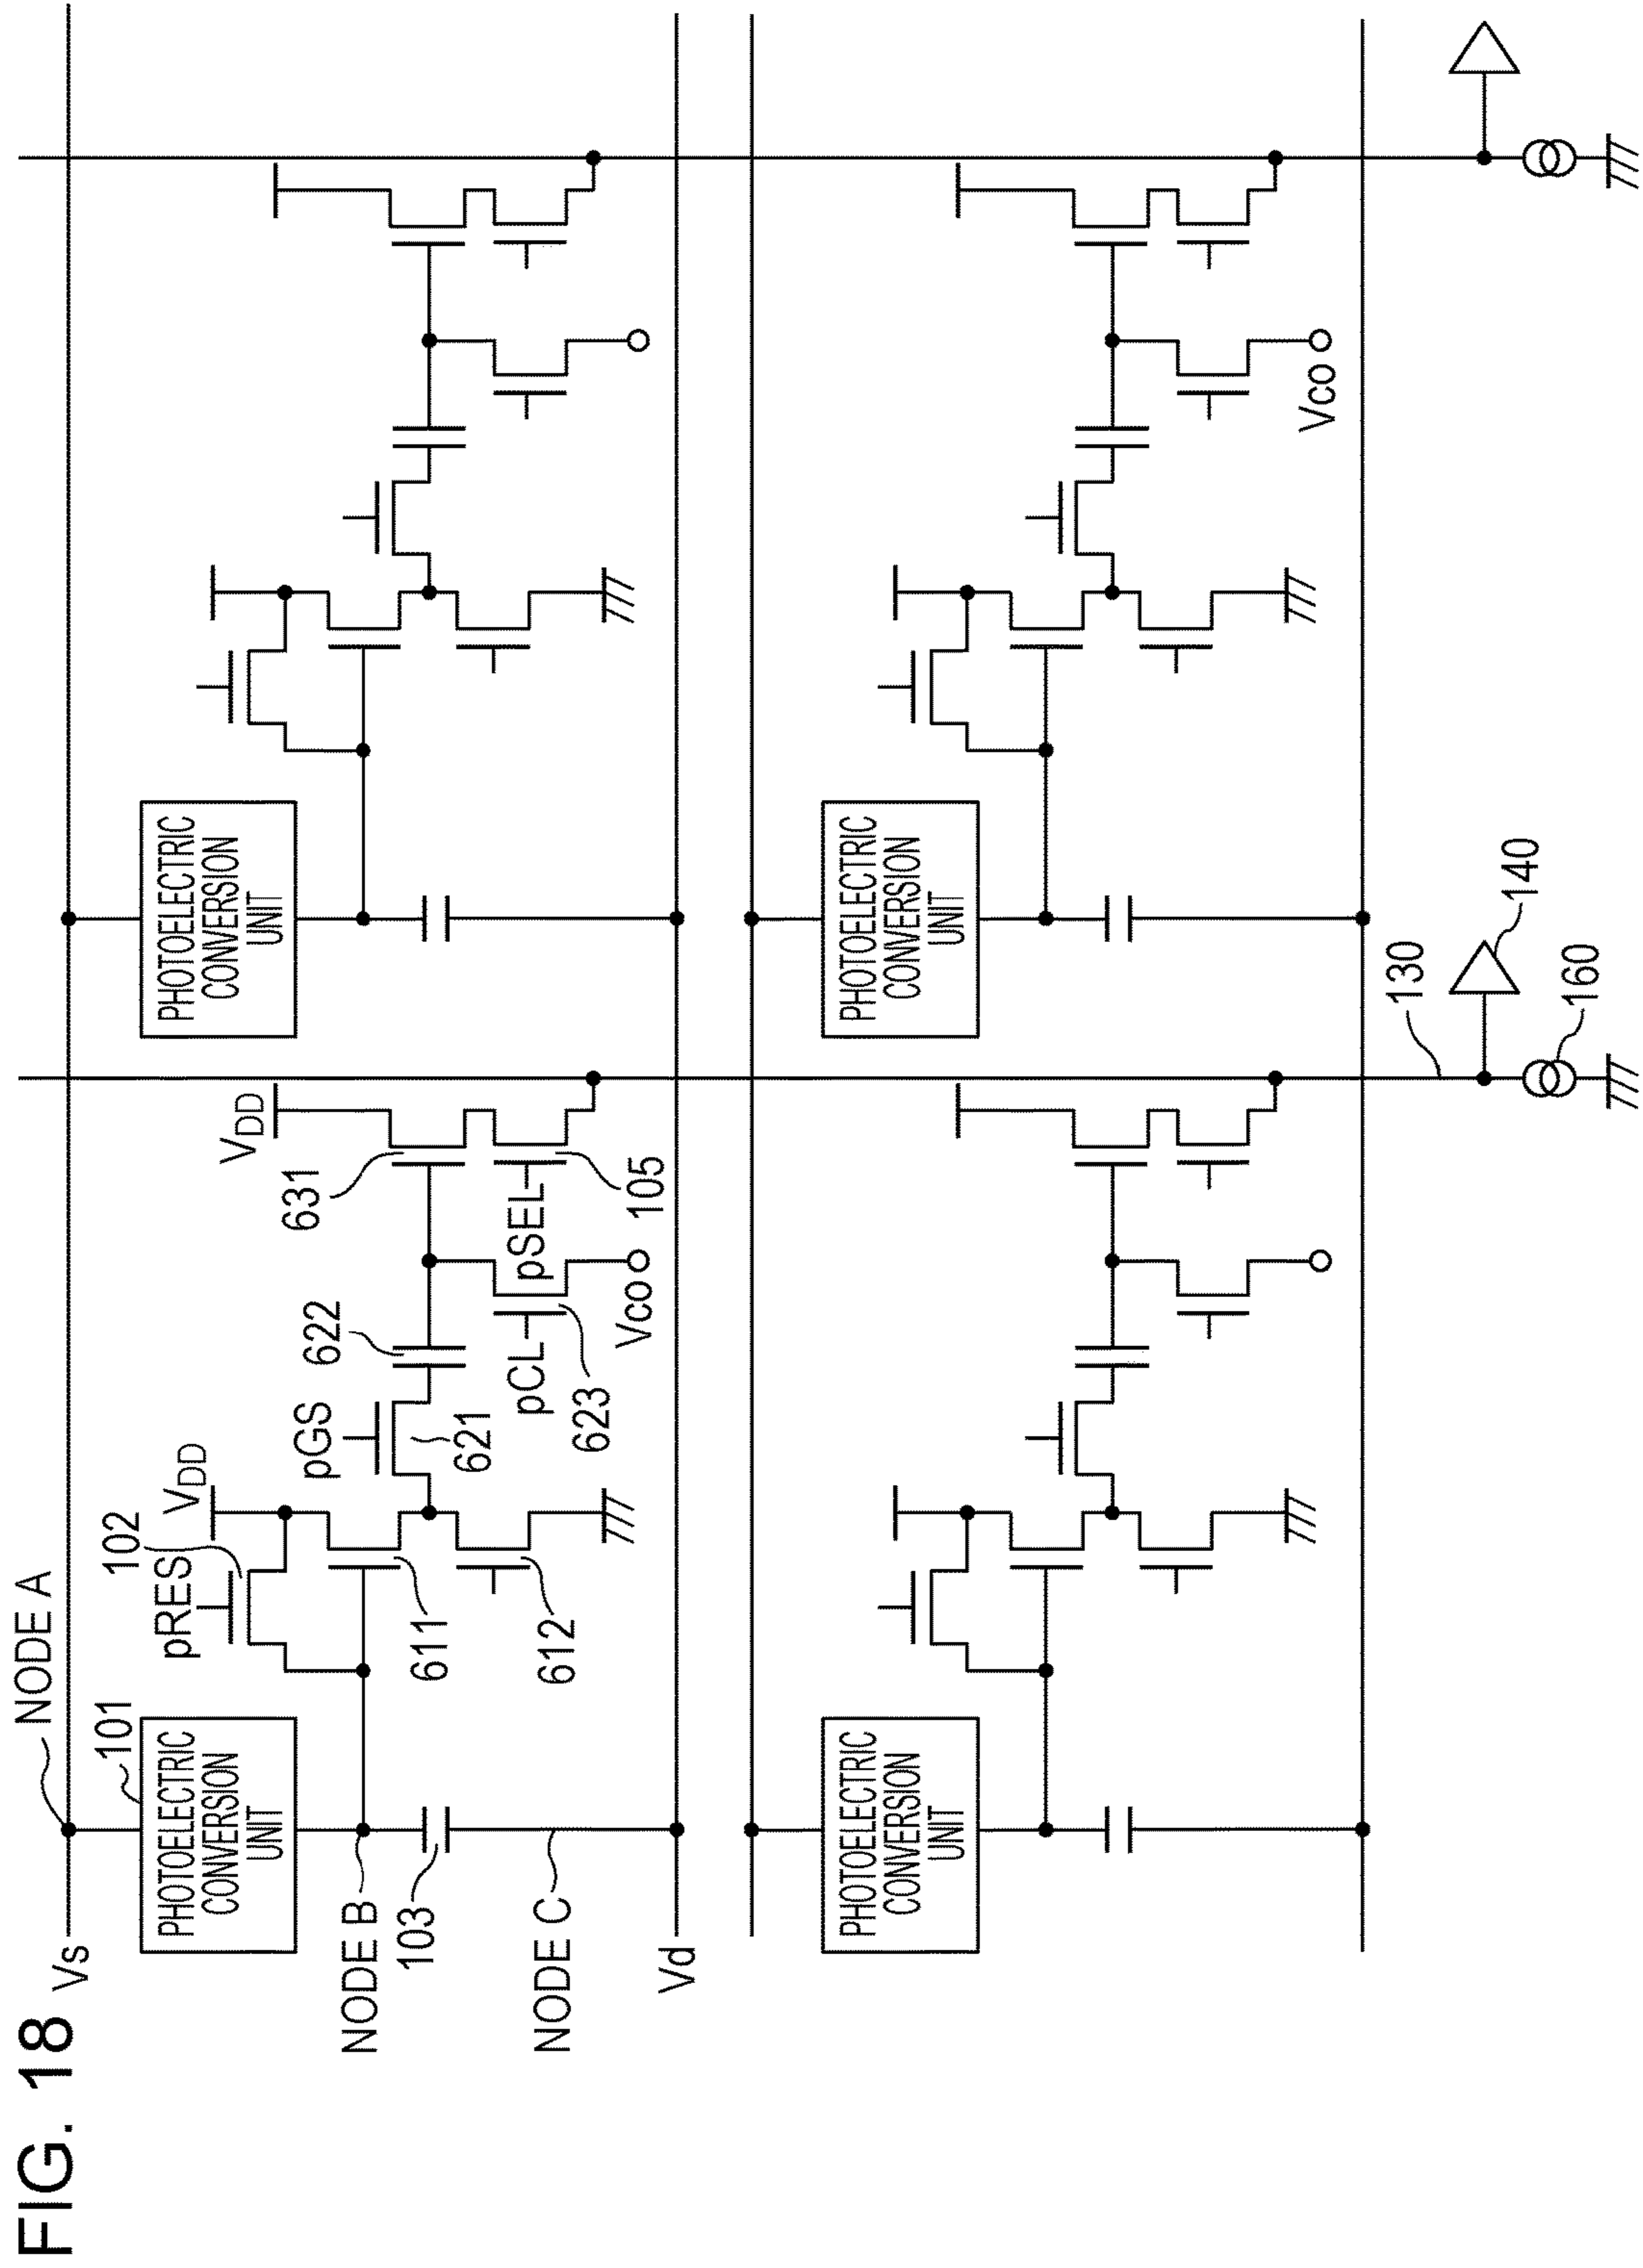 FIG. 18
Vs
NODE A
101
PHOTOELECTRIC
CONVERSION
UNIT
NODE B
103
NODE C
Vd
pRES
102
VDD
611
612
pGS
621
622
pCL
623
Vco
VDD
631
pSEL
105
PHOTOELECTRIC
CONVERSION
UNIT
PHOTOELECTRIC
CONVERSION
UNIT
PHOTOELECTRIC
CONVERSION
UNIT
Vco
130
140
160